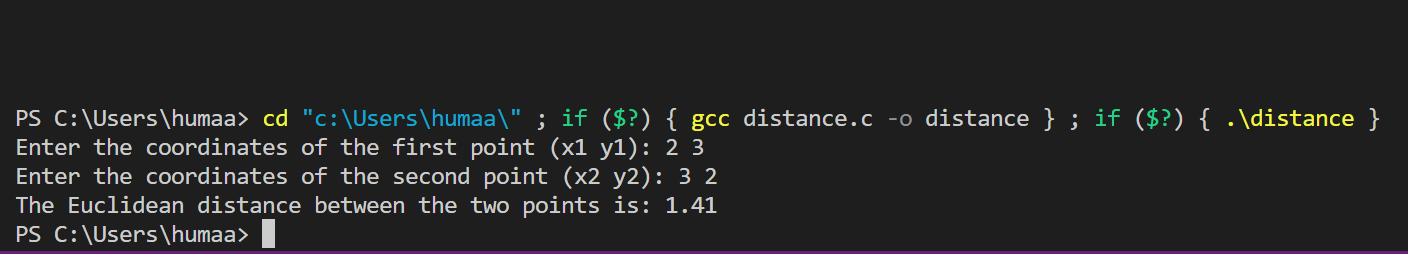 PS C:\Users\humaa> cd "c:\Users\humaa\" ; if ($?) { gcc distance.c -o distance } ; if ($?) { .\distance }
Enter the coordinates of the first point (x1 y1): 2 3
Enter the coordinates of the second point (x2 y2): 3 2
The Euclidean distance between the two points is: 1.41
PS C:\Users\humaa>